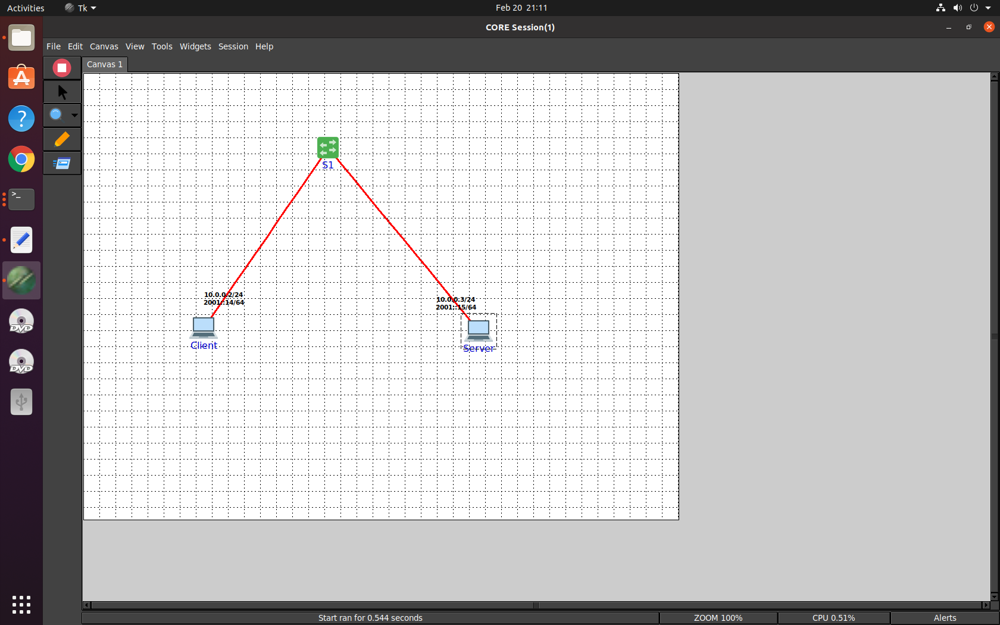 Activities
Tk
Feb 20 21:11
CORE Session(1)
File Edit Canvas View Tools Widgets Session Help
Canvas 1
S1
10.0.0.2/24
2001::14/64
10.0.0.3/24
2001::15/64
Client
Server
>_
DVD
DVD
Start ran for 0.544 seconds
ZOOM 100%
CPU 0.51%
Alerts